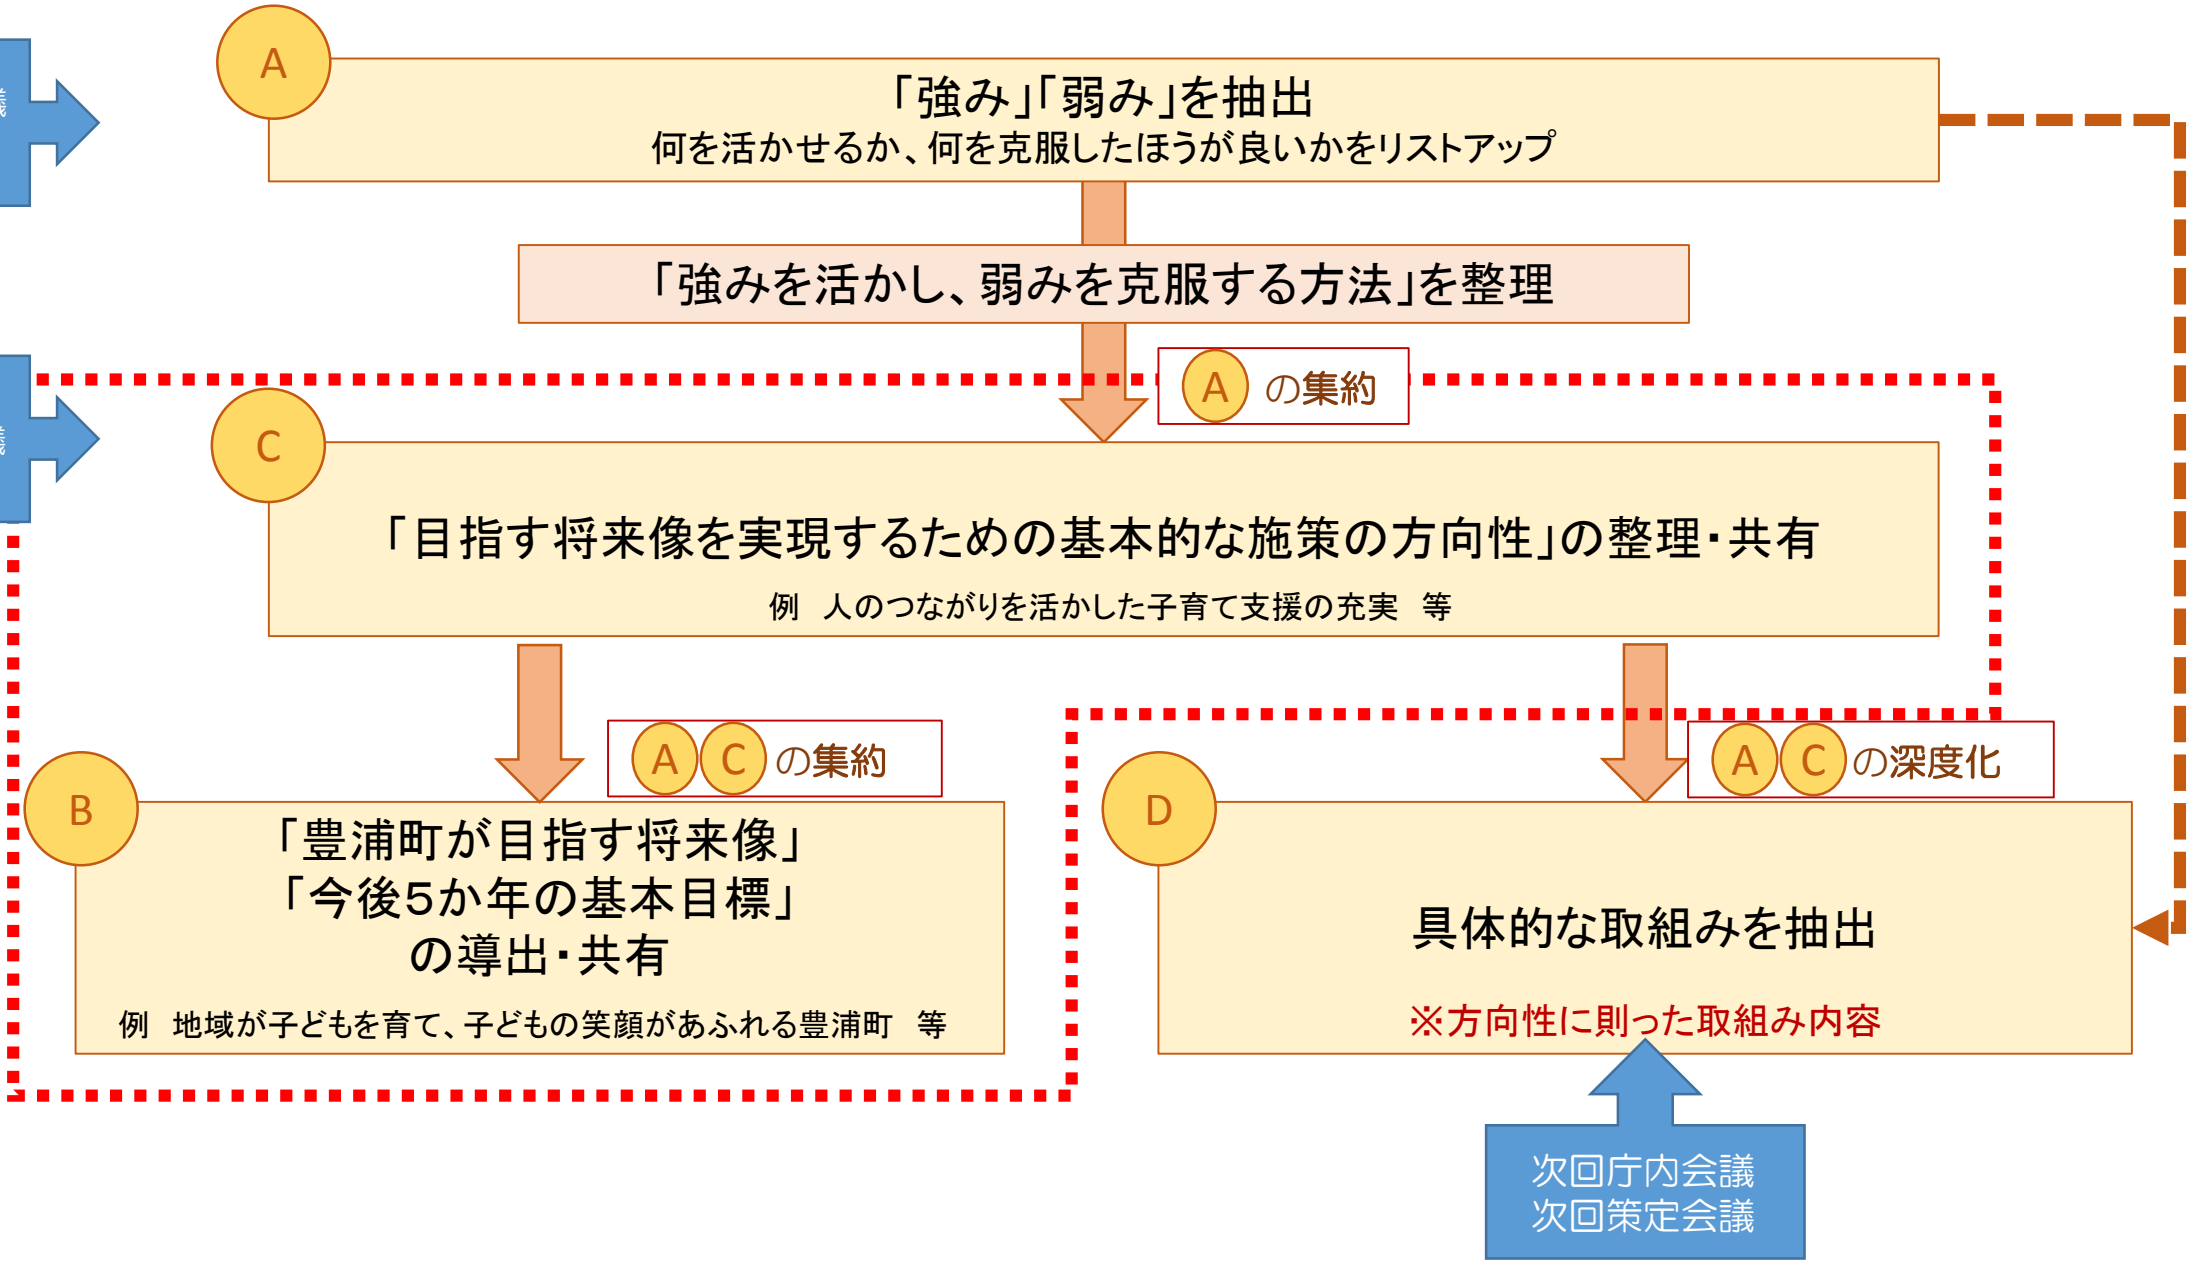 A
「強み」「弱み」を抽出
何を活かせるか、何を克服したほうが良いかをリストアップ
「強みを活かし、弱みを克服する方法」を整理
A の集約
C
「目指す将来像を実現するための基本的な施策の方向性」の整理・共有
例　人のつながりを活かした子育て支援の充実　等
A C の集約
A C の深度化
B
「豊浦町が目指す将来像」
「今後5か年の基本目標」
の導出・共有
例　地域が子どもを育て、子どもの笑顔があふれる豊浦町　等
D
具体的な取組みを抽出
※方向性に則った取組み内容
次回庁内会議
次回策定会議